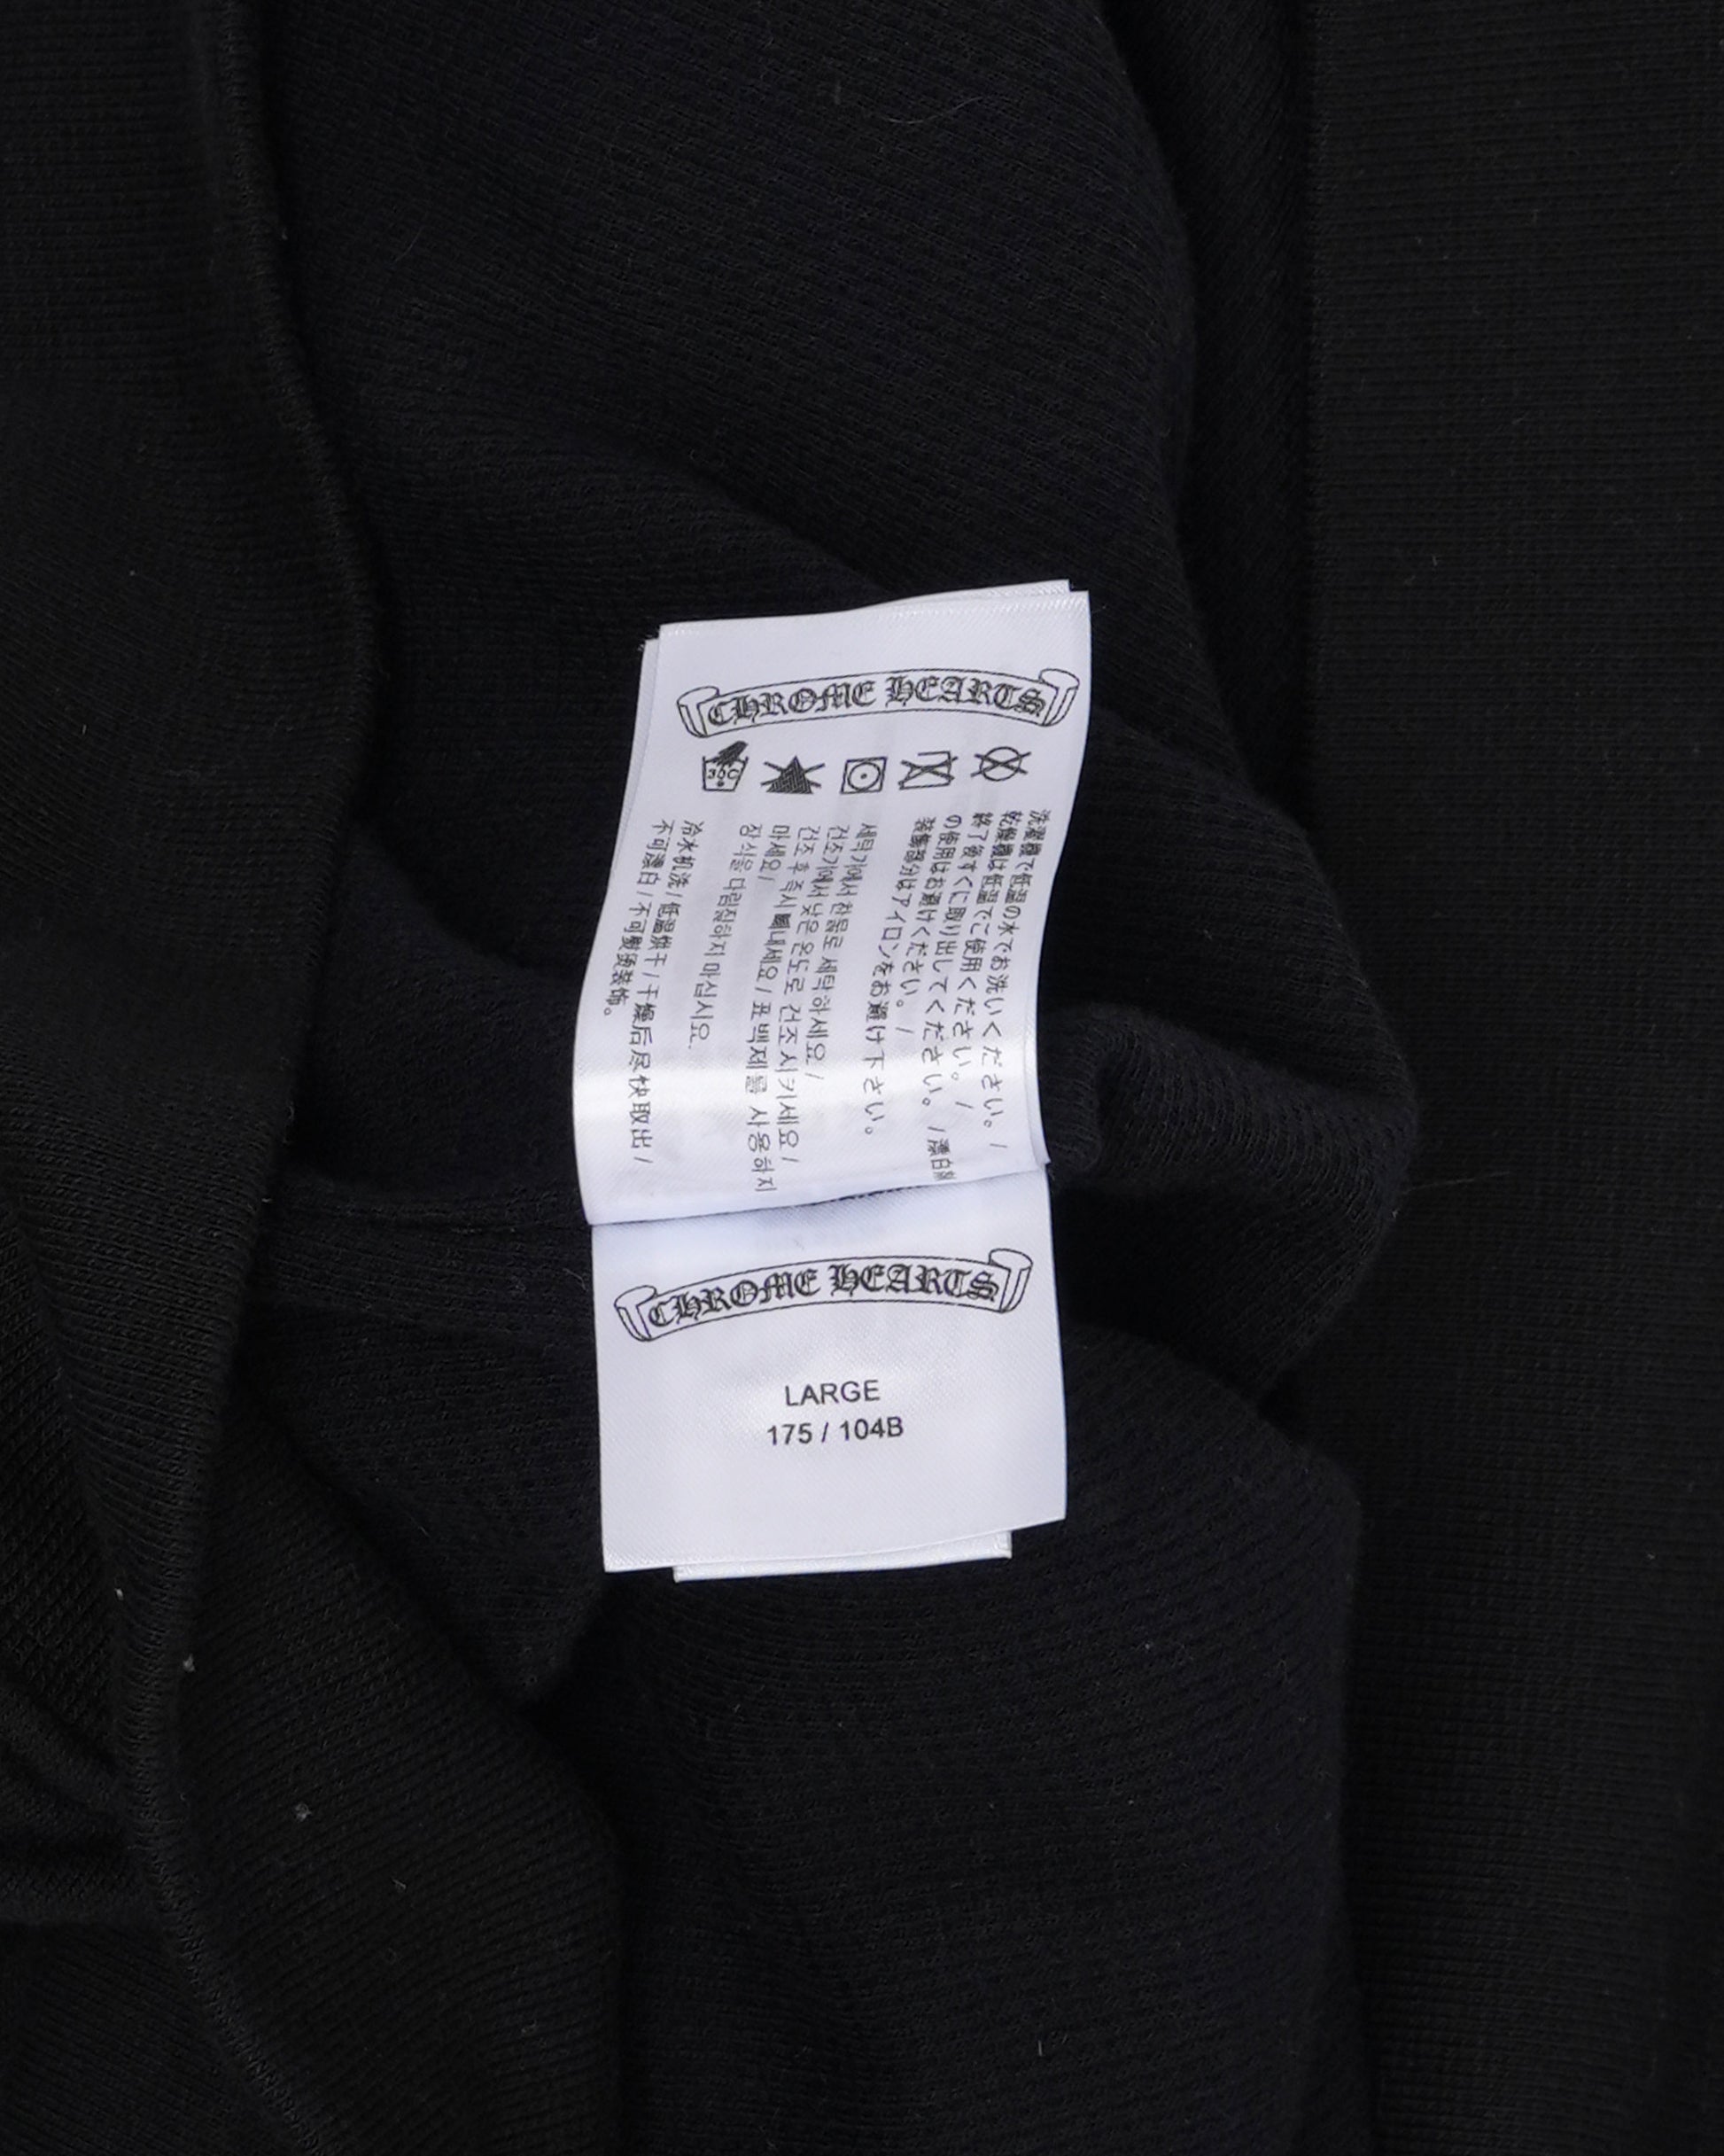 CHROME HEARTS
30C
洗濯機で低温の水でお洗いください。/
乾燥機は低温でご使用ください。/
終了後すぐに取り出してください。/漂白剤
の使用はお避けください。/
装飾部分はアイロンをお避け下さい。
세탁기에서 찬물로 세탁하세요/
건조기에서 낮은 온도로 건조시키세요/
건조 후 즉시 빼내세요/표백제를 사용하지
마세요/
장식을 다림질하지 마십시오.
冷水机洗/低温烘干/干燥后尽快取出/
不可漂白/不可熨烫装饰。
CHROME HEARTS
LARGE
175 / 104B